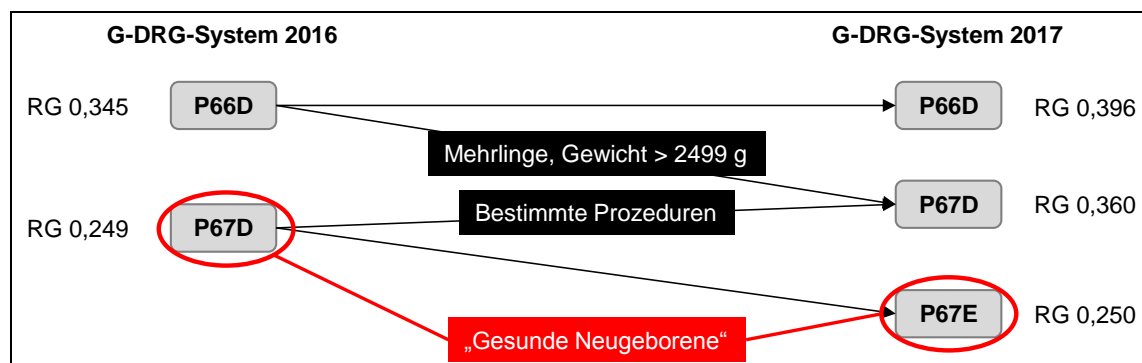 G-DRG-System 2016
G-DRG-System 2017
RG 0,345
P66D
P66D
RG 0,396
Mehrlinge, Gewicht > 2499 g
P67D
RG 0,360
Bestimmte Prozeduren
RG 0,249
P67D
P67E
RG 0,250
„Gesunde Neugeborene“